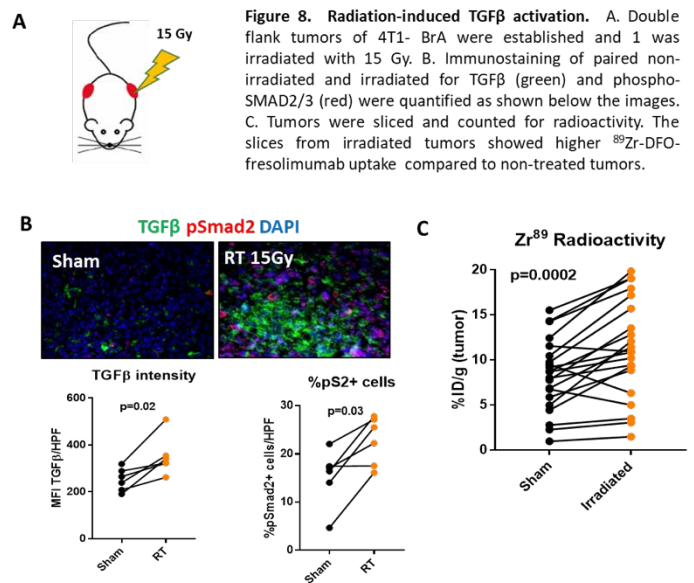 A
15 Gy
Figure 8. Radiation-induced TGFβ activation. A. Double
flank tumors of 4T1- BrA were established and 1 was
irradiated with 15 Gy. B. Immunostaining of paired non-
irradiated and irradiated for TGFβ (green) and phospho-
SMAD2/3 (red) were quantified as shown below the images.
C. Tumors were sliced and counted for radioactivity. The
slices from irradiated tumors showed higher ⁸⁹Zr-DFO-
fresolimumab uptake compared to non-treated tumors.
B
TGFβ pSmad2 DAPI
Sham
RT 15Gy
TGFβ intensity
p=0.02
MFI TGFβ/HPF
600
400
200
0
Sham
RT
%pS2+ cells
p=0.03
%pSmad2+ cells/HPF
30
20
10
0
Sham
RT
C
Zr⁸⁹ Radioactivity
p=0.0002
%ID/g (tumor)
20
15
10
5
0
Sham
Irradiated